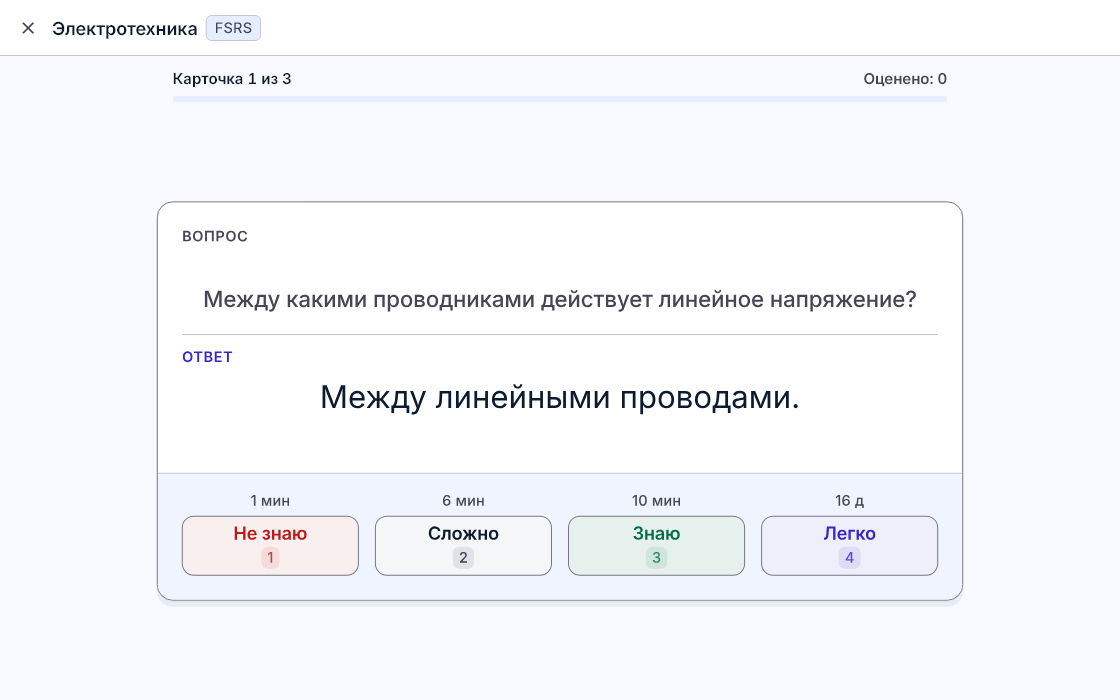 Электротехника FSRS
Карточка 1 из 3 Оценено: 0
ВОПРОС
Между какими проводниками действует линейное напряжение?
ОТВЕТ
Между линейными проводами.
1 мин 6 мин 10 мин 16 д
Не знаю Сложно Знаю Легко
1 2 3 4